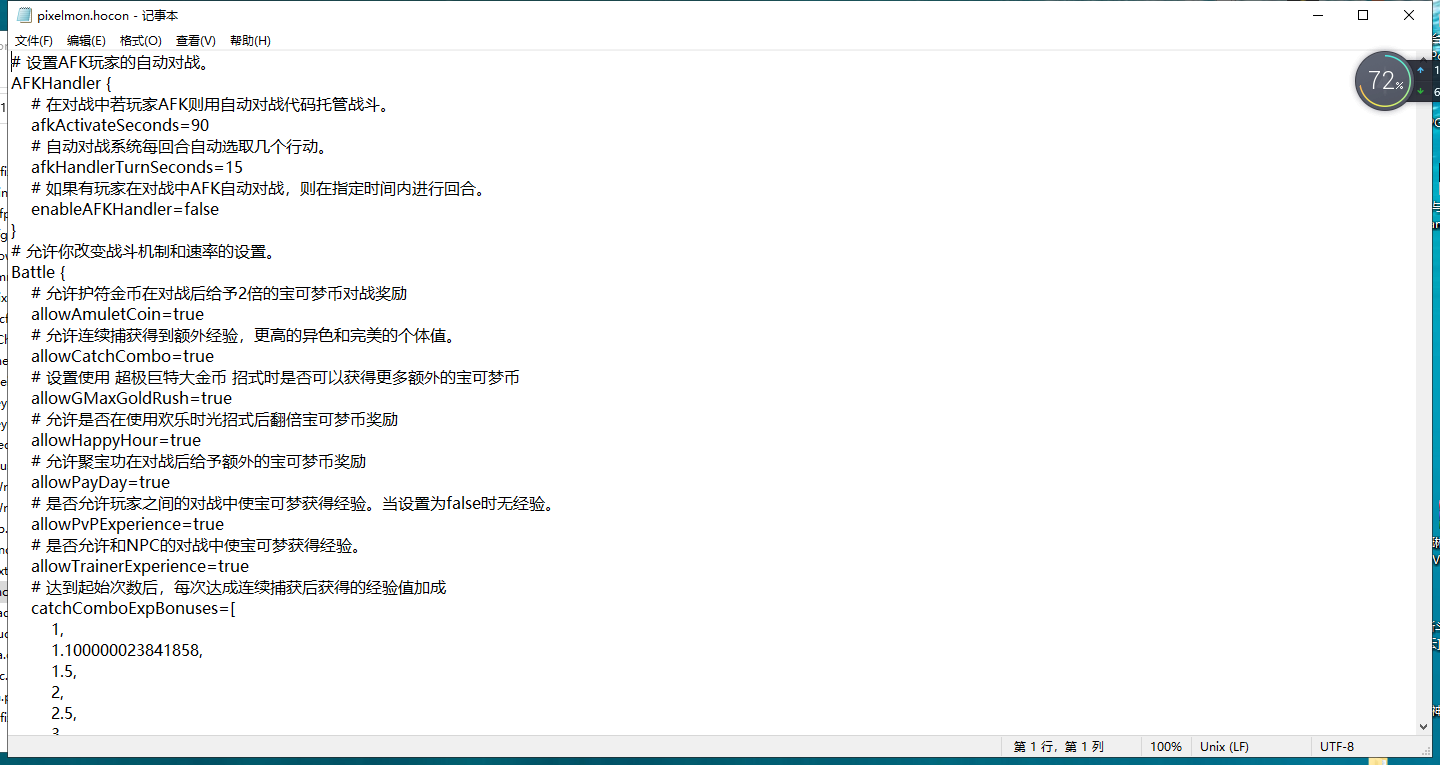 pixelmon.hocon - 记事本
文件(F) 编辑(E) 格式(O) 查看(V) 帮助(H)
# 设置AFK玩家的自动对战。
AFKHandler {
# 在对战中若玩家AFK则用自动对战代码托管战斗。
afkActivateSeconds=90
# 自动对战系统每回合自动选取几个行动。
afkHandlerTurnSeconds=15
# 如果有玩家在对战中AFK自动对战，则在指定时间内进行回合。
enableAFKHandler=false
}
# 允许你改变战斗机制和速率的设置。
Battle {
# 允许护符金币在对战后给予2倍的宝可梦币对战奖励
allowAmuletCoin=true
# 允许连续捕获得到额外经验，更高的异色和完美的个体值。
allowCatchCombo=true
# 设置使用 超极巨特大金币 招式时是否可以获得更多额外的宝可梦币
allowGMaxGoldRush=true
# 允许是否在使用欢乐时光招式后翻倍宝可梦币奖励
allowHappyHour=true
# 允许聚宝功在对战后给予额外的宝可梦币奖励
allowPayDay=true
# 是否允许玩家之间的对战中使宝可梦获得经验。当设置为false时无经验。
allowPvPExperience=true
# 是否允许和NPC的对战中使宝可梦获得经验。
allowTrainerExperience=true
# 达到起始次数后，每次达成连续捕获后获得的经验值加成
catchComboExpBonuses=[
1,
1.100000023841858,
1.5,
2,
2.5,
3
72%
第 1 行，第 1 列 100% Unix (LF) UTF-8